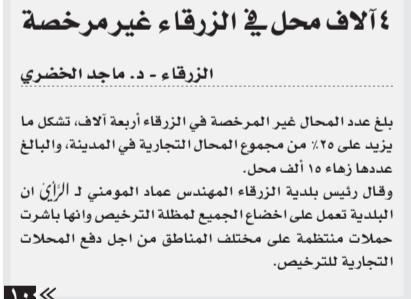 ٤ آلاف محل في الزرقاء غير مرخصة
الزرقاء - د. ماجد الخضري
بلغ عدد المحال غير المرخصة في الزرقاء أربعة آلاف، تشكل ما
يزيد على ٢٥٪ من مجموع المحال التجارية في المدينة، والبالغ
عددها زهاء ١٥ ألف محل.
وقال رئيس بلدية الزرقاء المهندس عماد المومني لـ الرأي ان
البلدية تعمل على اخضاع الجميع لمظلة الترخيص وانها باشرت
حملات منتظمة على مختلف المناطق من اجل دفع المحلات
التجارية للترخيص.
١٠ »